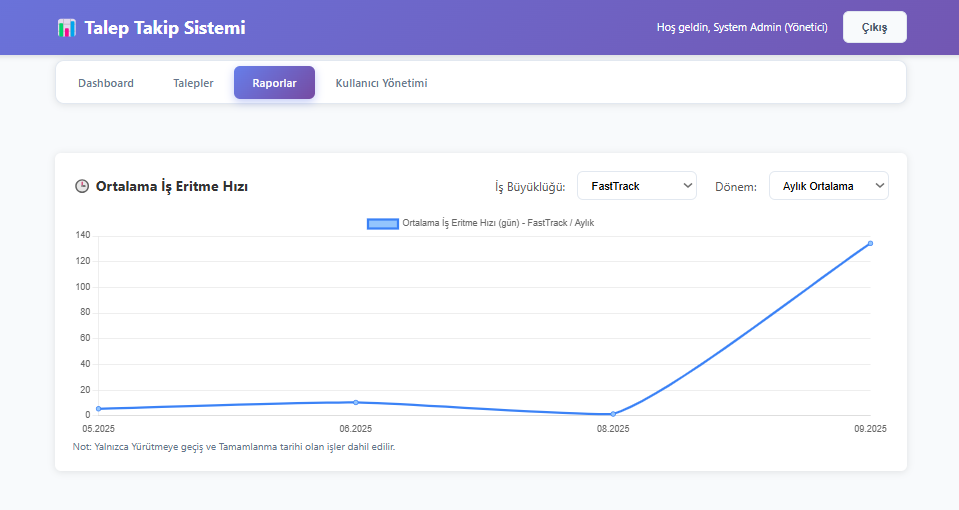 Talep Takip Sistemi
Hoş geldin, System Admin (Yönetici)
Çıkış
Dashboard
Talepler
Raporlar
Kullanıcı Yönetimi
Ortalama İş Eritme Hızı
İş Büyüklüğü:
FastTrack
Dönem:
Aylık Ortalama
Ortalama İş Eritme Hızı (gün) - FastTrack / Aylık
140
120
100
80
60
40
20
0
05.2025
06.2025
08.2025
09.2025
Not: Yalnızca Yürütmeye geçiş ve Tamamlanma tarihi olan işler dahil edilir.